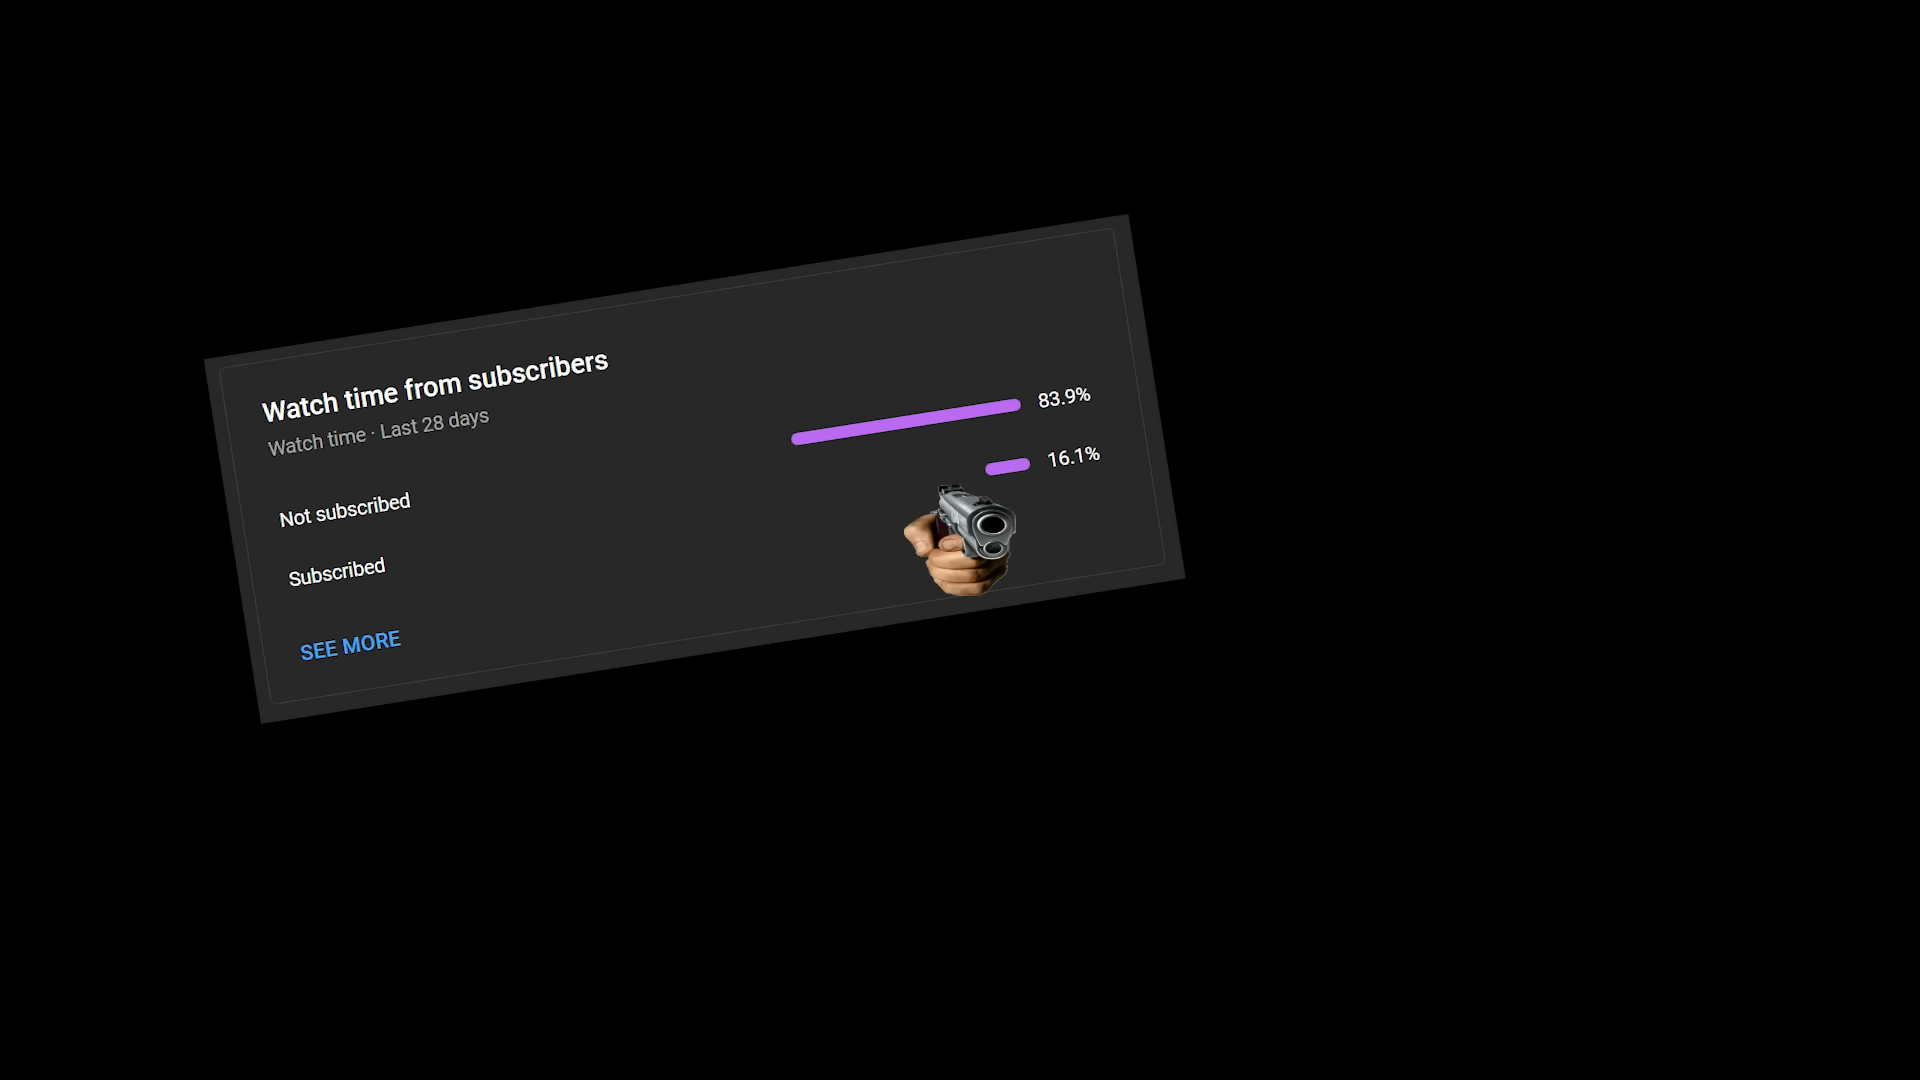 Watch time from subscribers
Watch time · Last 28 days
Not subscribed
83.9%
Subscribed
16.1%
SEE MORE